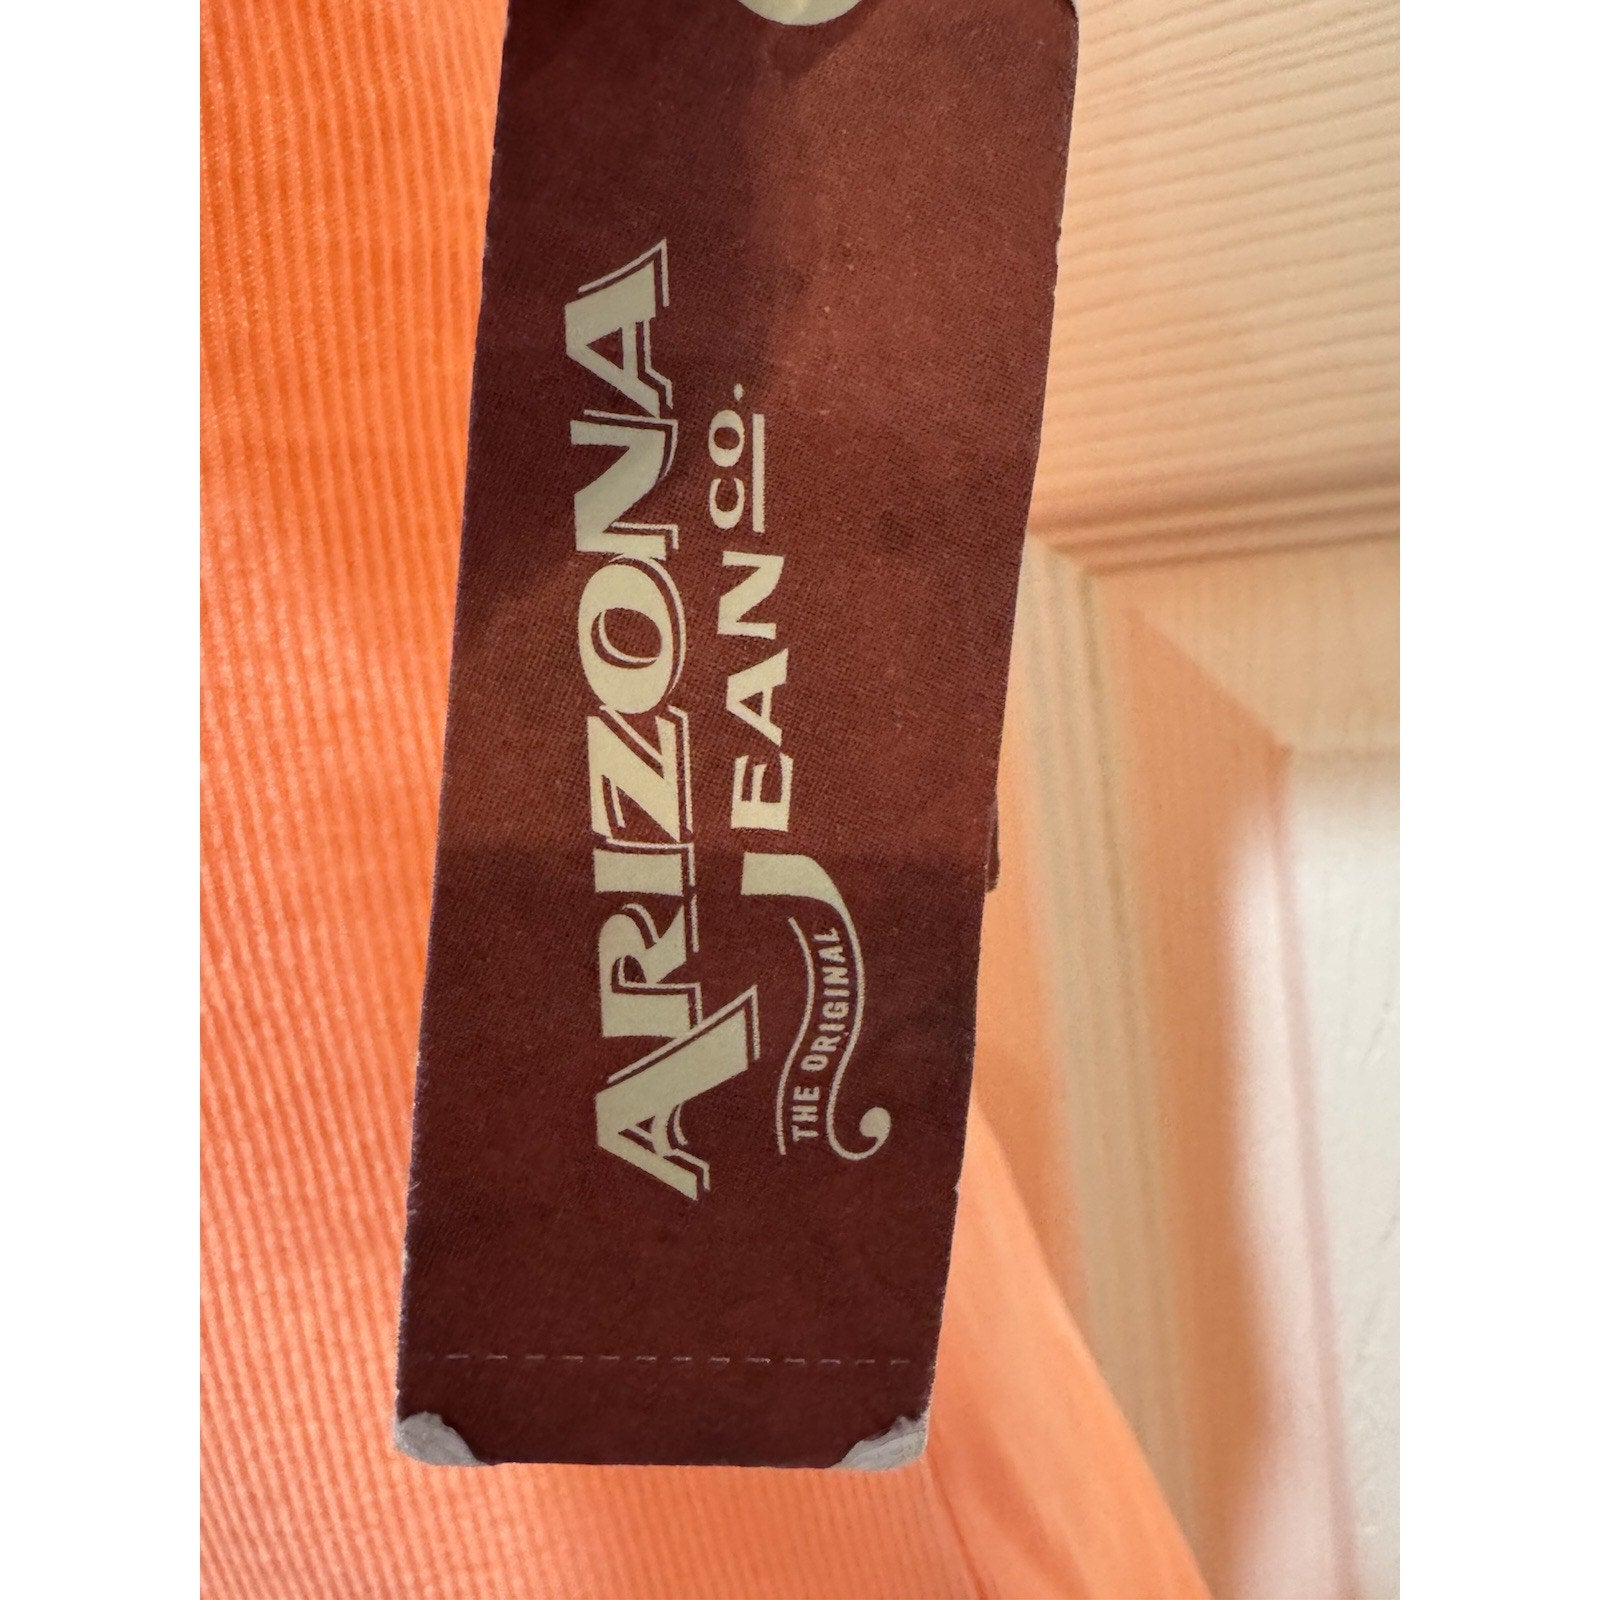 ARIZONA
JEAN CO.
THE ORIGINAL